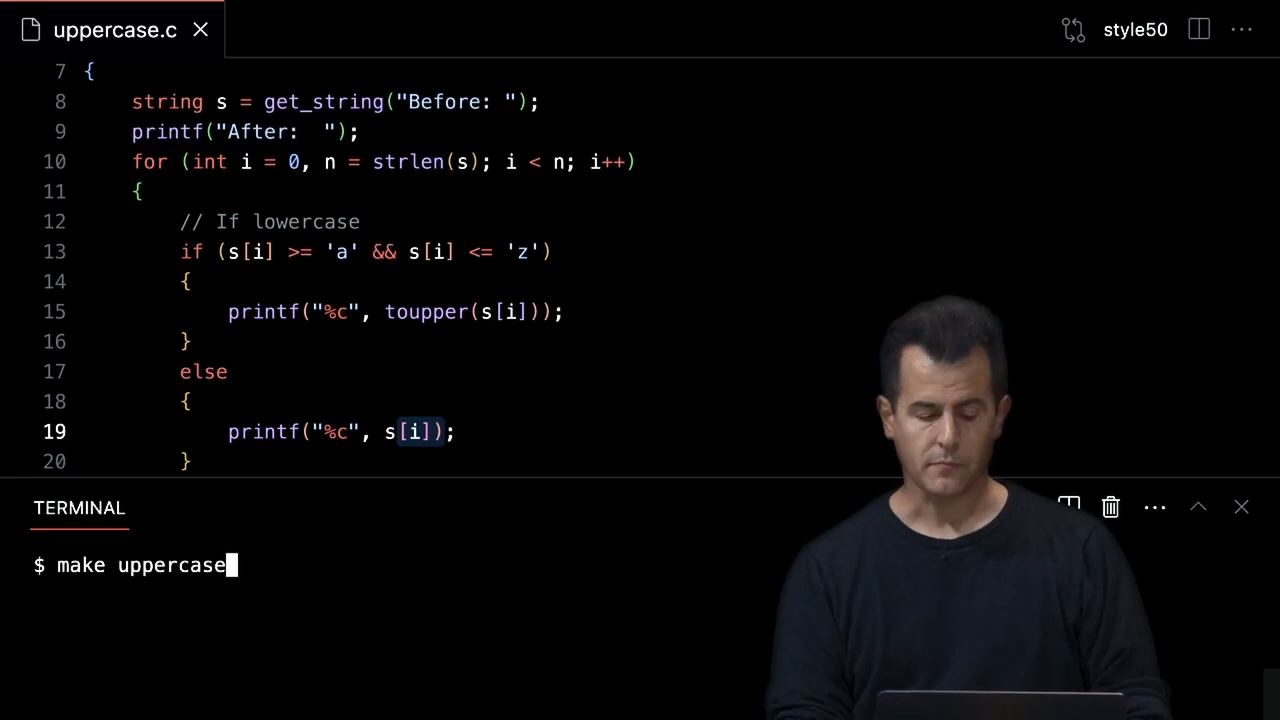 uppercase.c
style50
7 {
8 string s = get_string("Before: ");
9 printf("After:  ");
10 for (int i = 0, n = strlen(s); i < n; i++)
11 {
12 // If lowercase
13 if (s[i] >= 'a' && s[i] <= 'z')
14 {
15 printf("%c", toupper(s[i]));
16 }
17 else
18 {
19 printf("%c", s[i]);
20 }
TERMINAL
$ make uppercase